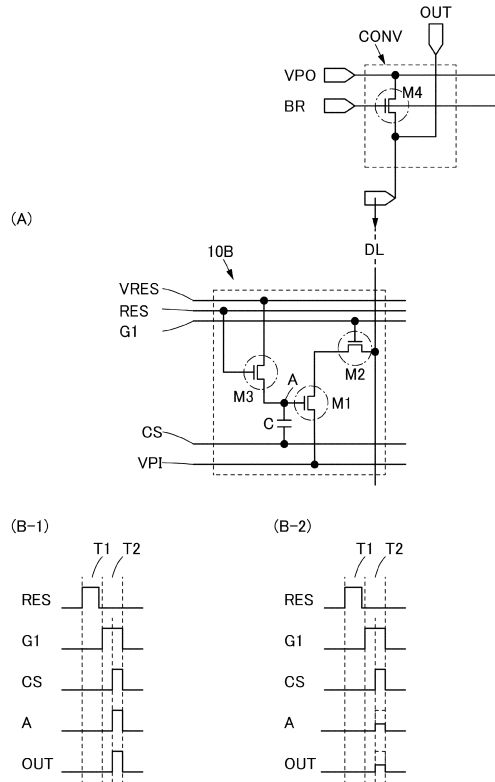 OUT
CONV
VPO
M4
BR
(A)
DL
10B
VRES
RES
G1
M2
M3
A
M1
C
CS
VPI
(B-1)
(B-2)
T1 T2
T1 T2
RES
RES
G1
G1
CS
CS
A
A
OUT
OUT